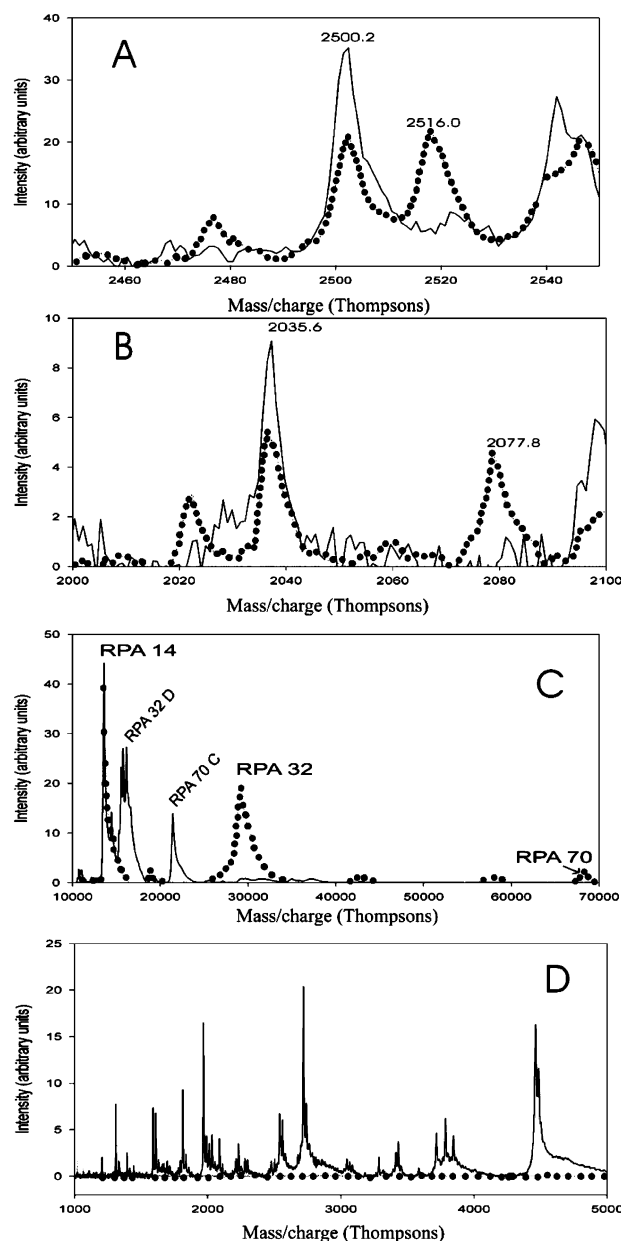 A
2500.2
2516.0
Intensity (arbitrary units)
40
30
20
10
0
2460 2480 2500 2520 2540
Mass/charge (Thompsons)
B
2035.6
2077.8
Intensity (arbitrary units)
10
8
6
4
2
0
2000 2020 2040 2060 2080 2100
Mass/charge (Thompsons)
C
RPA 14
RPA 32 D
RPA 70 C
RPA 32
RPA 70
Intensity (arbitrary units)
50
40
30
20
10
0
10000 20000 30000 40000 50000 60000 70000
Mass/charge (Thompsons)
D
Intensity (arbitrary units)
25
20
15
10
5
0
1000 2000 3000 4000 5000
Mass/charge (Thompsons)